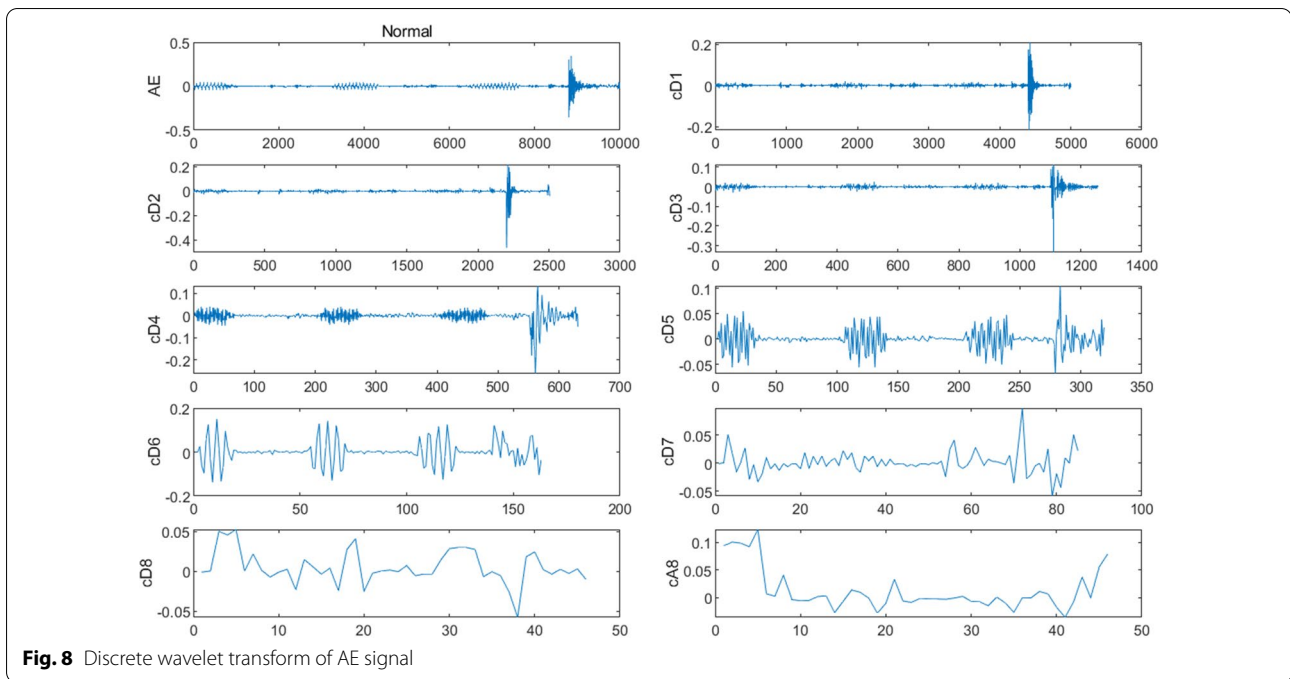 Normal
AE
0.5
0
-0.5
0 2000 4000 6000 8000 10000
cD1
0.2
0
-0.2
0 1000 2000 3000 4000 5000 6000
cD2
0.2
0
-0.2
-0.4
0 500 1000 1500 2000 2500 3000
cD3
0.1
0
-0.1
-0.3
0 200 400 600 800 1000 1200 1400
cD4
0.1
0
-0.1
-0.2
0 100 200 300 400 500 600 700
cD5
0.1
0.05
0
-0.05
0 50 100 150 200 250 300 350
cD6
0.2
0
-0.2
0 50 100 150 200
cD7
0.05
0
-0.05
0 20 40 60 80 100
cD8
0.05
0
-0.05
0 10 20 30 40 50
cA8
0.1
0.05
0
0 10 20 30 40 50
Fig. 8 Discrete wavelet transform of AE signal